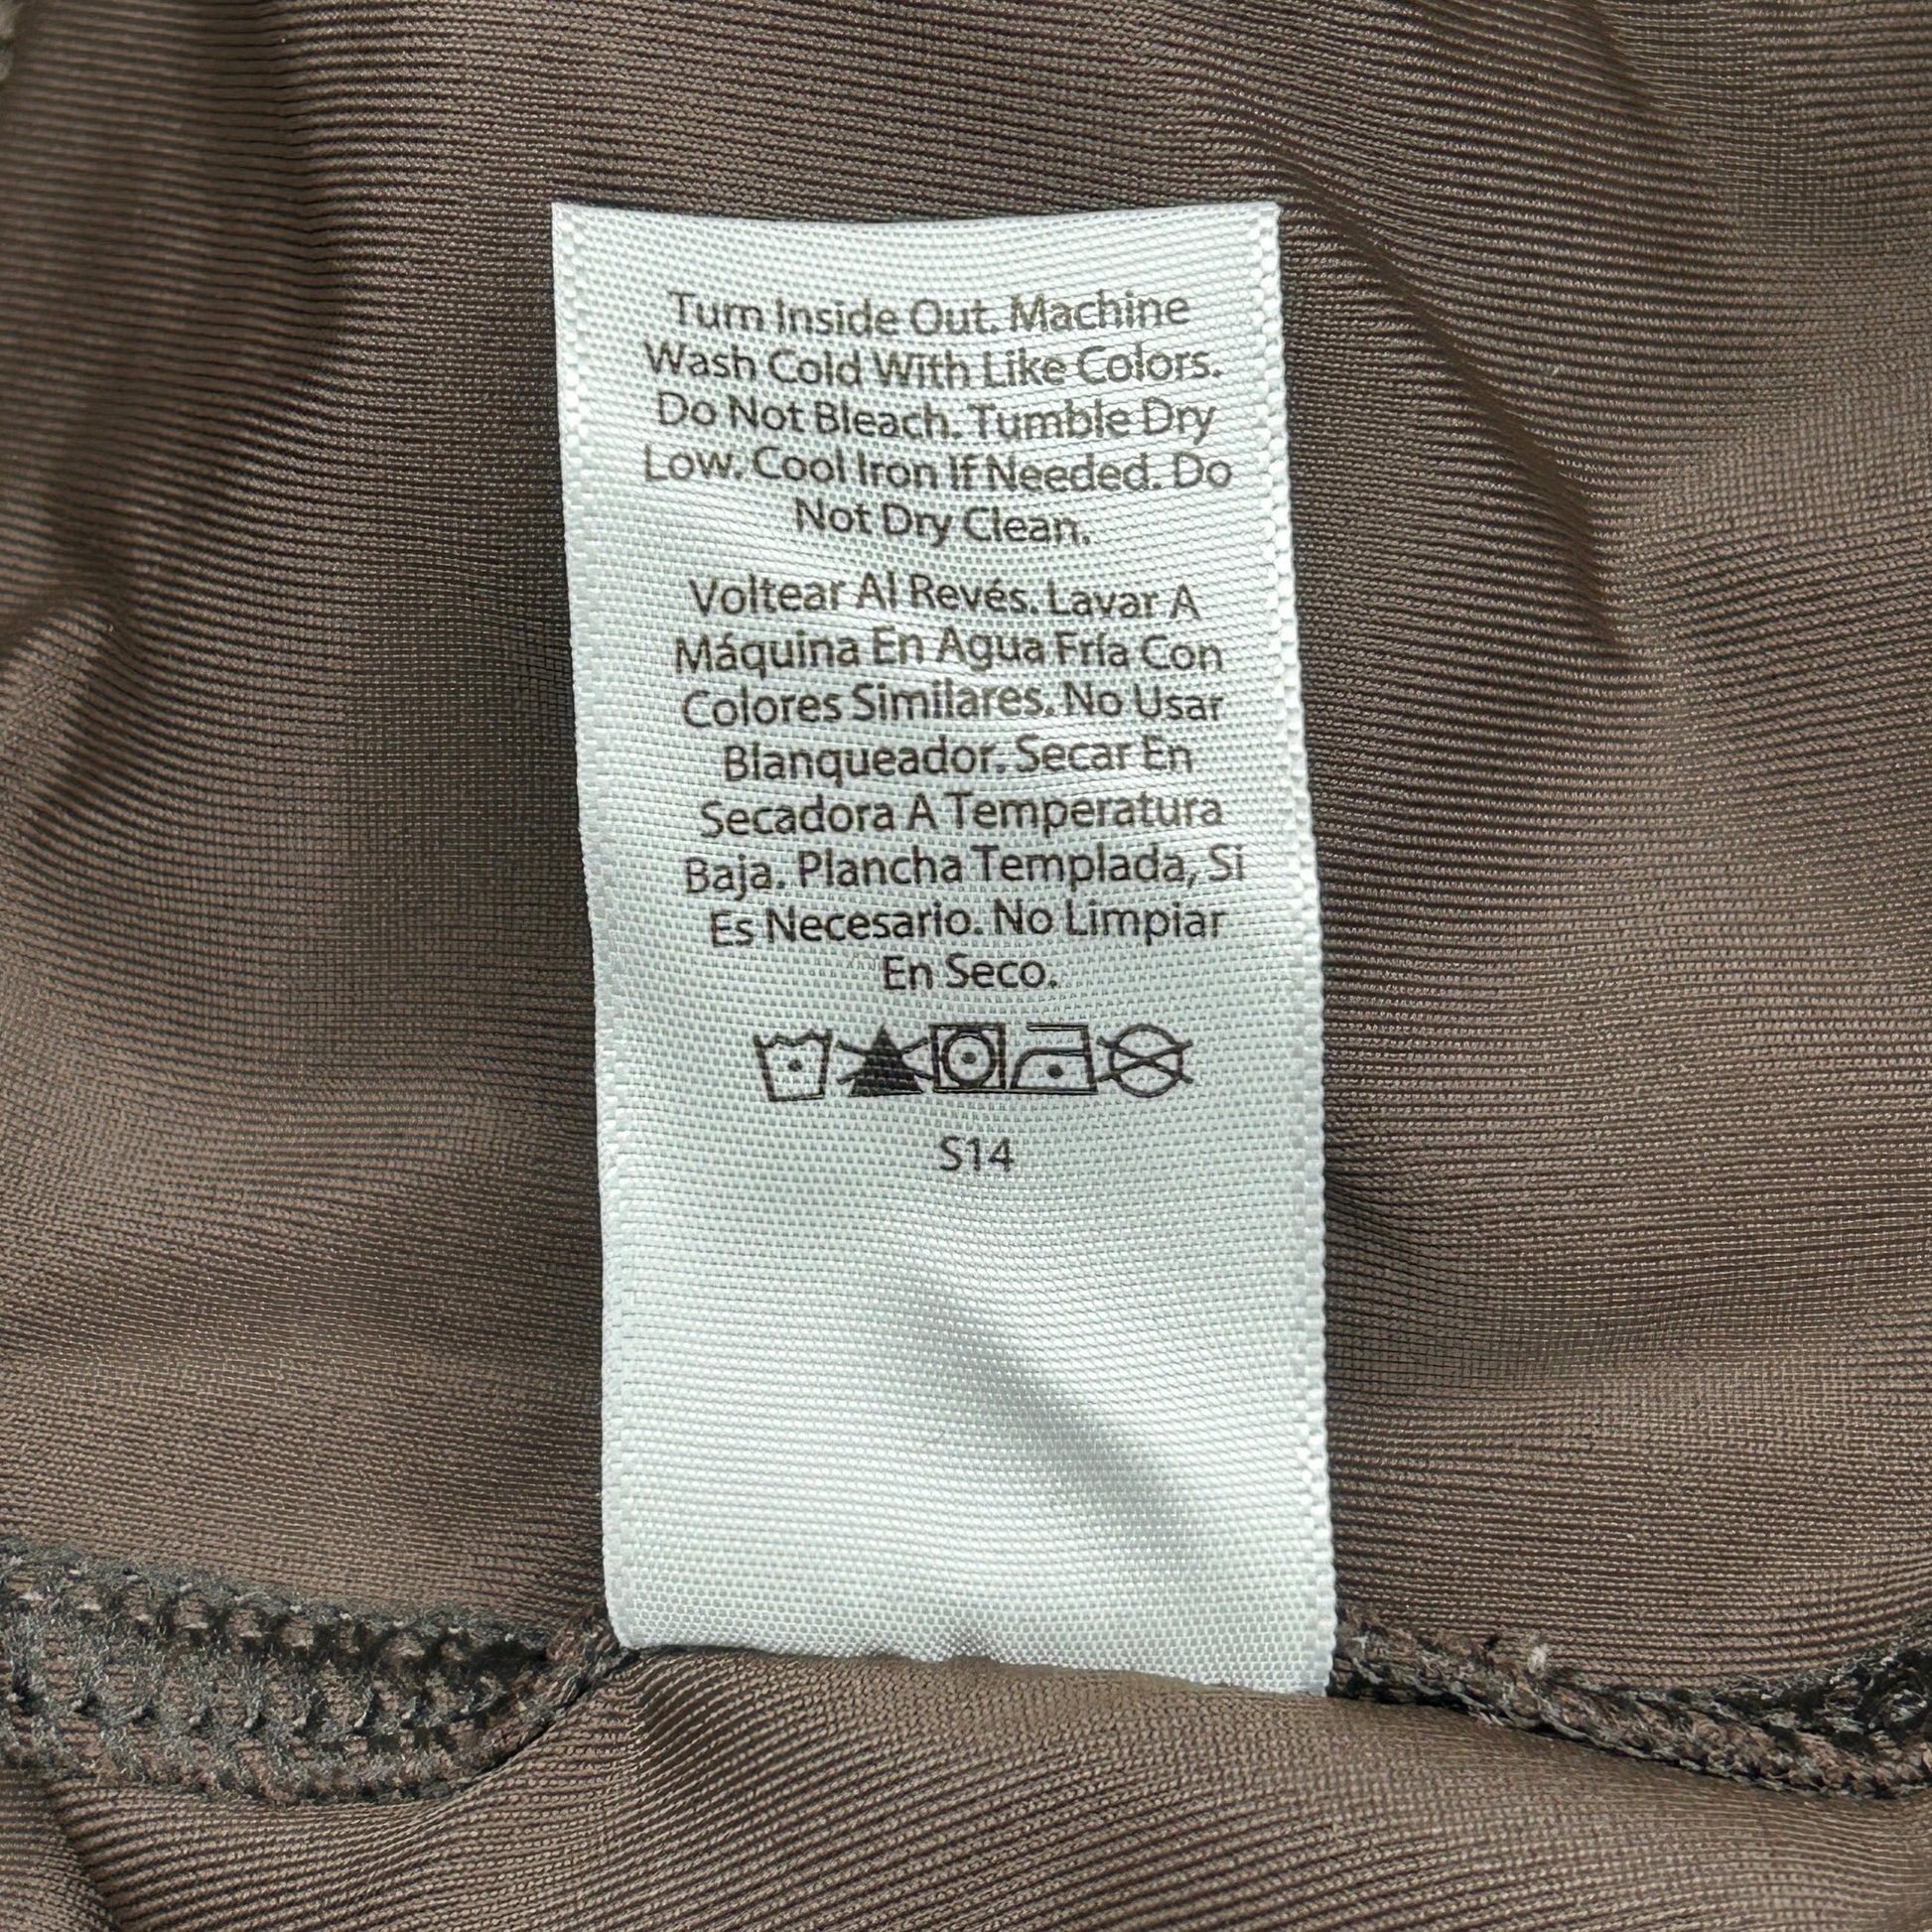 Turn Inside Out. Machine
Wash Cold With Like Colors.
Do Not Bleach. Tumble Dry
Low. Cool Iron If Needed. Do
Not Dry Clean.
Voltear Al Revés. Lavar A
Máquina En Agua Fría Con
Colores Similares. No Usar
Blanqueador. Secar En
Secadora A Temperatura
Baja. Plancha Templada, Si
Es Necesario. No Limpiar
En Seco.
S14